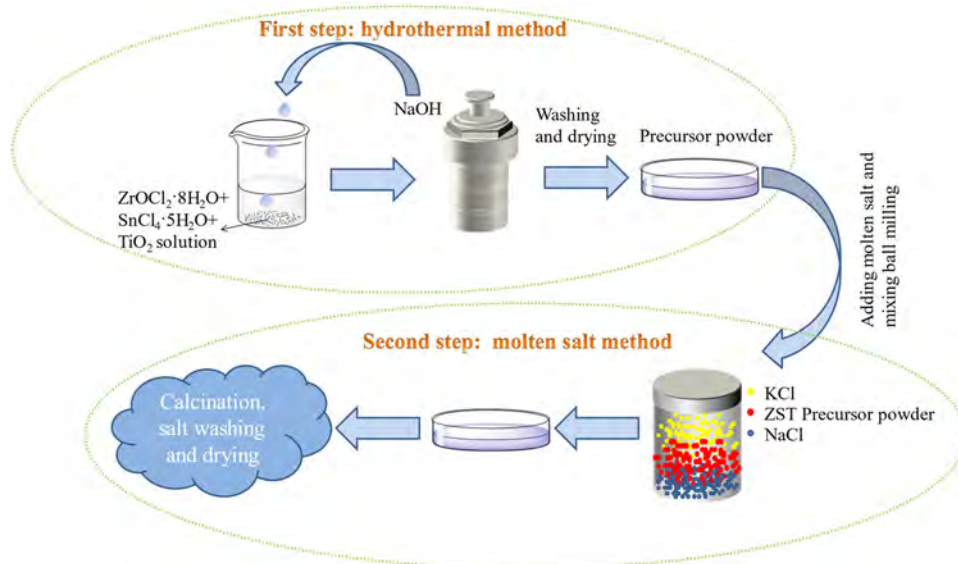 First step: hydrothermal method
NaOH
Washing
and drying
Precursor powder
ZrOCl₂·8H₂O+
SnCl₄·5H₂O+
TiO₂ solution
Adding molten salt and
mixing ball milling
Second step: molten salt method
KCl
ZST Precursor powder
NaCl
Calcination,
salt washing
and drying